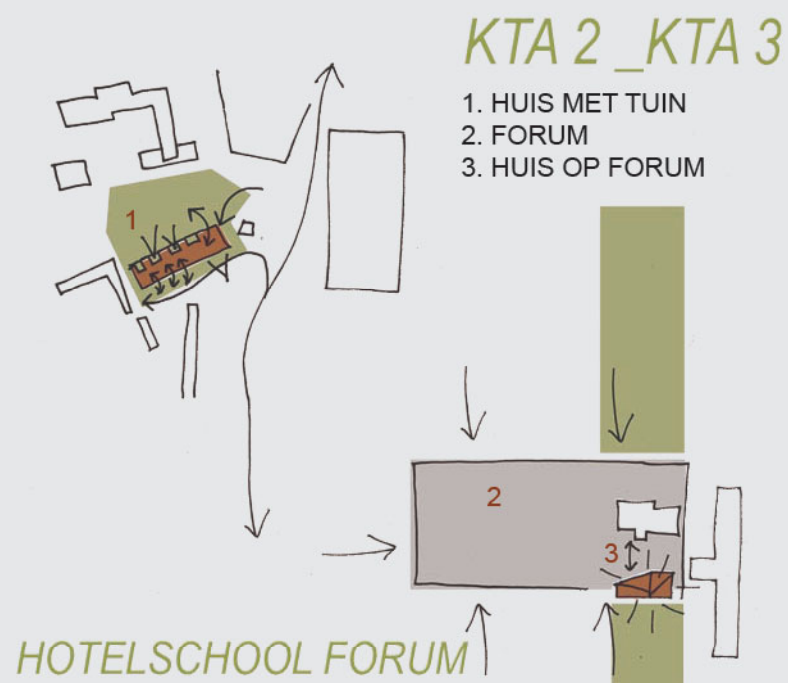 KTA 2 _KTA 3
1. HUIS MET TUIN
2. FORUM
3. HUIS OP FORUM
1
2
3
HOTELSCHOOL FORUM